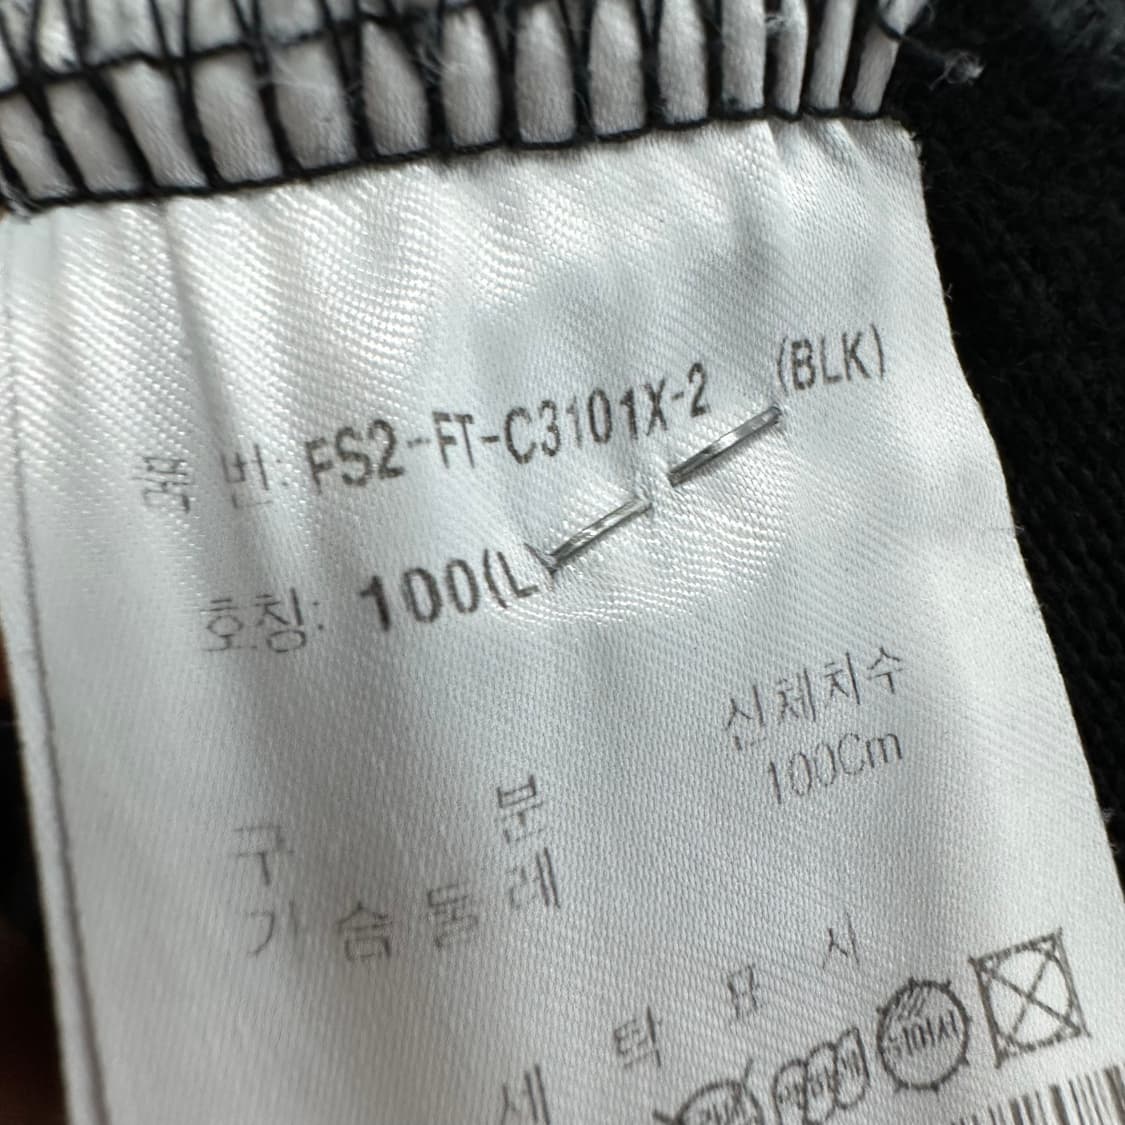 품 번: FS2-FT-C3101X-2 (BLK)
호칭: 100(L)
구 분 신체치수
가슴둘레 100Cm
세 탁 표 시